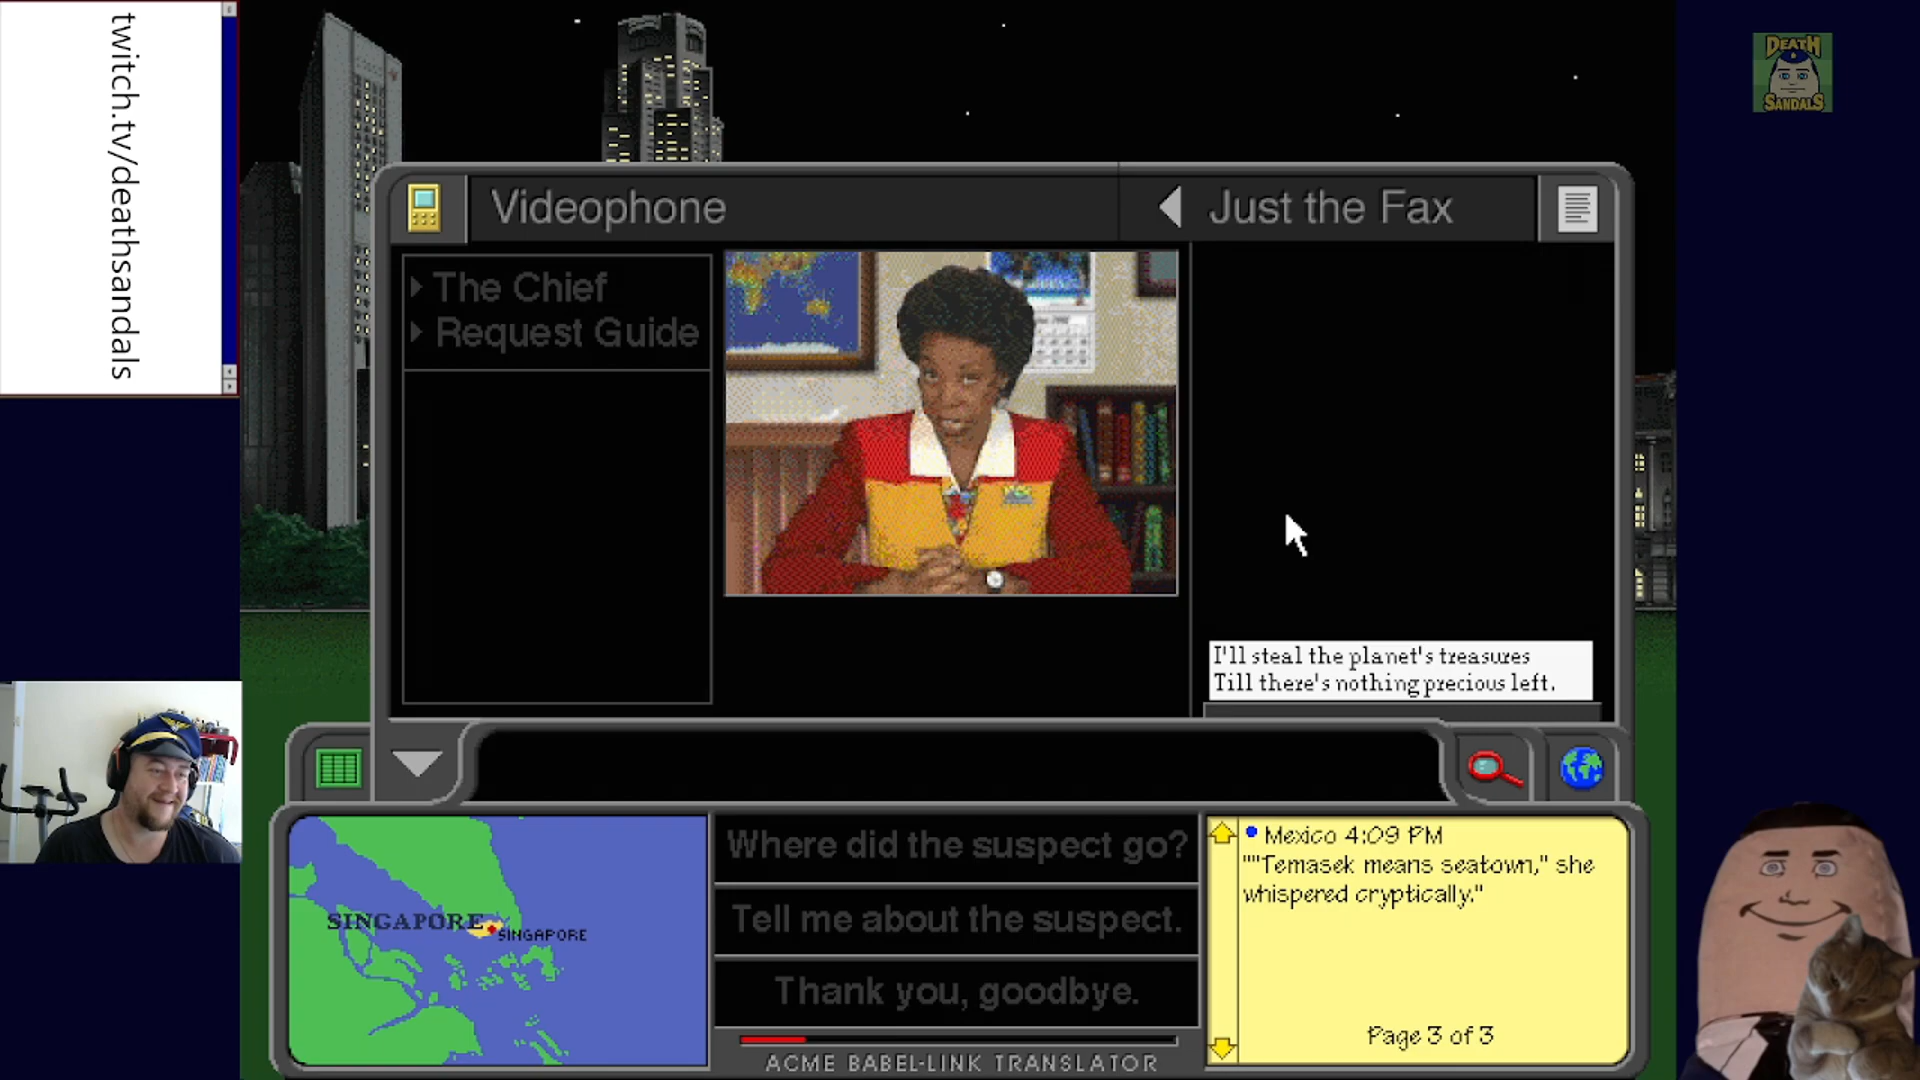 twitch.tv/deathsandals
DEATH
SANDALS
Videophone
Just the Fax
The Chief
Request Guide
I'll steal the planet's treasures
Till there's nothing precious left.
SINGAPORE
SINGAPORE
Where did the suspect go?
Tell me about the suspect.
Thank you, goodbye.
ACME BABEL-LINK TRANSLATOR
Mexico 4:09 PM
""Temasek means seatown," she
whispered cryptically."
Page 3 of 3